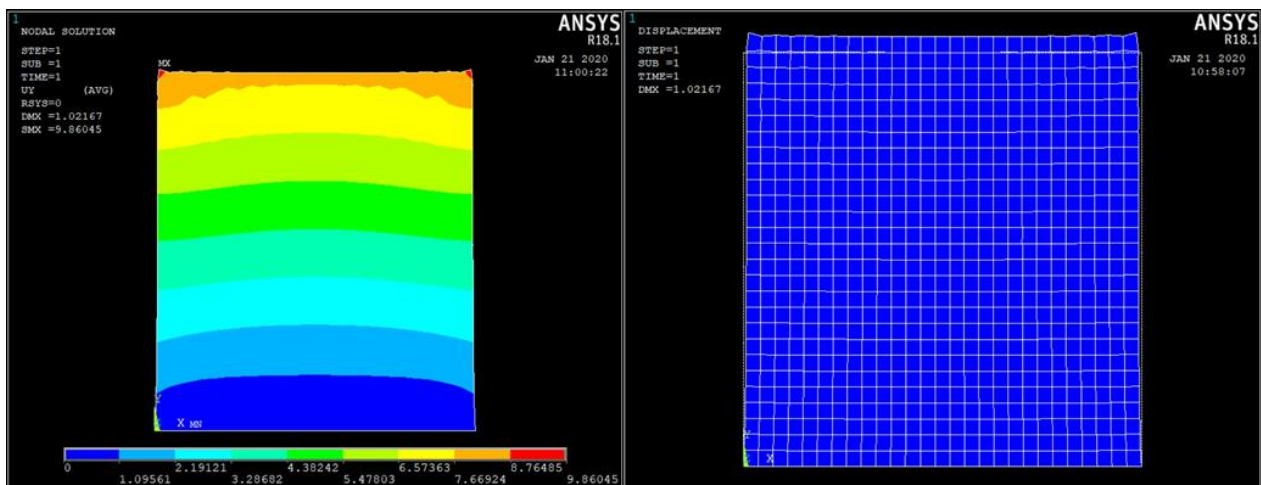 1
NODAL SOLUTION
STEP=1
SUB =1
TIME=1
UY (AVG)
RSYS=0
DMX =1.02167
SMX =9.86045
ANSYS
R18.1
JAN 21 2020
11:00:22
MX
Y
X MN
0 2.19121 4.38242 6.57363 8.76485
1.09561 3.28682 5.47803 7.66924 9.86045
1
DISPLACEMENT
STEP=1
SUB =1
TIME=1
DMX =1.02167
ANSYS
R18.1
JAN 21 2020
10:58:07
Y
X